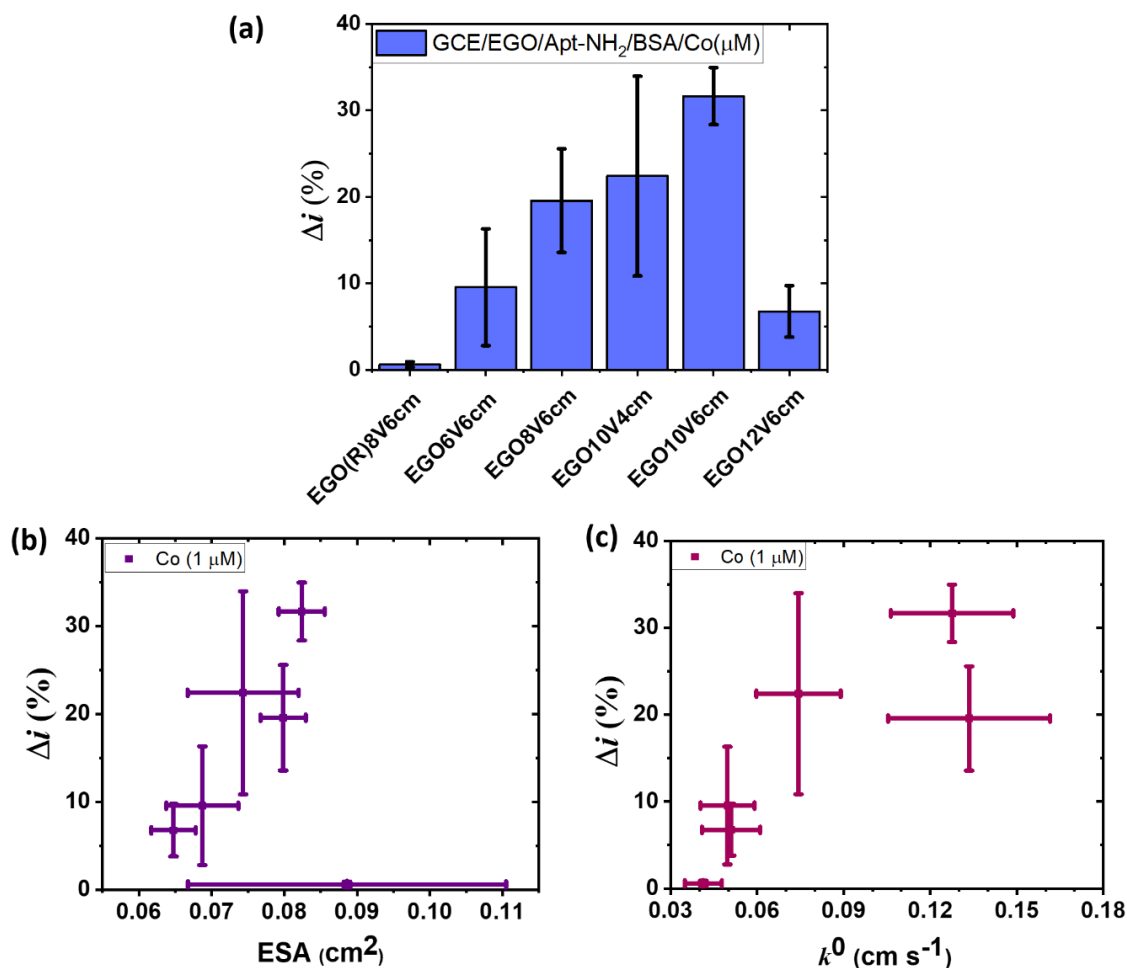 (a)
GCE/EGO/Apt-NH₂/BSA/Co(μM)
40
30
20
10
0
Δi (%)
EGO(R)8V6cm
EGO6V6cm
EGO8V6cm
EGO10V4cm
EGO10V6cm
EGO12V6cm
(b)
Co (1 μM)
40
30
20
10
0
Δi (%)
0.06 0.07 0.08 0.09 0.10 0.11
ESA (cm²)
(c)
Co (1 μM)
40
30
20
10
0
Δi (%)
0.03 0.06 0.09 0.12 0.15 0.18
k⁰ (cm s⁻¹)